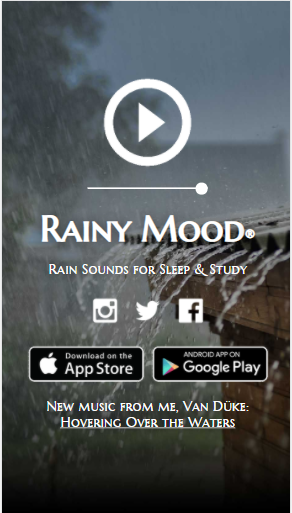 Rainy Mood®
Rain Sounds for Sleep & Study
Download on the
App Store
ANDROID APP ON
Google Play
New music from me, Van Düke:
Hovering Over the Waters